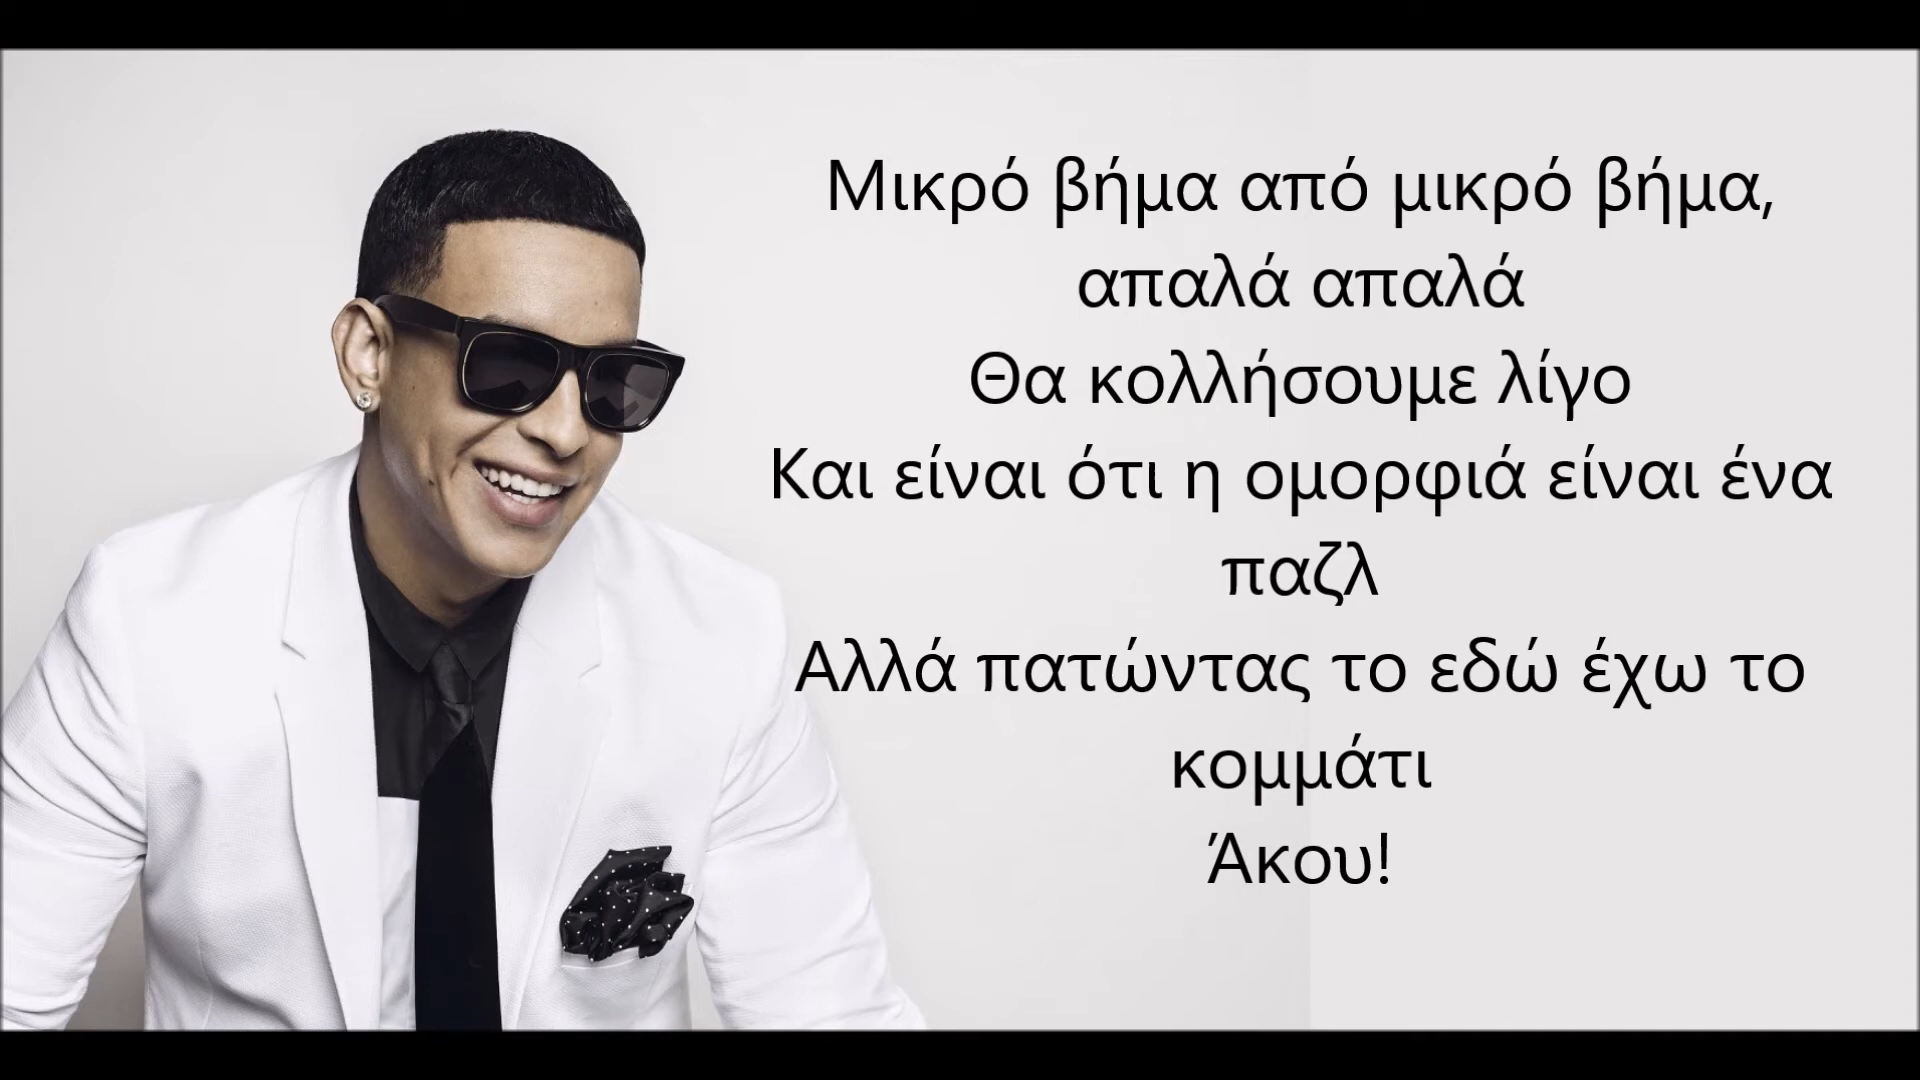 Μικρό βήμα από μικρό βήμα,
απαλά απαλά
Θα κολλήσουμε λίγο
Και είναι ότι η ομορφιά είναι ένα
παζλ
Αλλά πατώντας το εδώ έχω το
κομμάτι
Άκου!